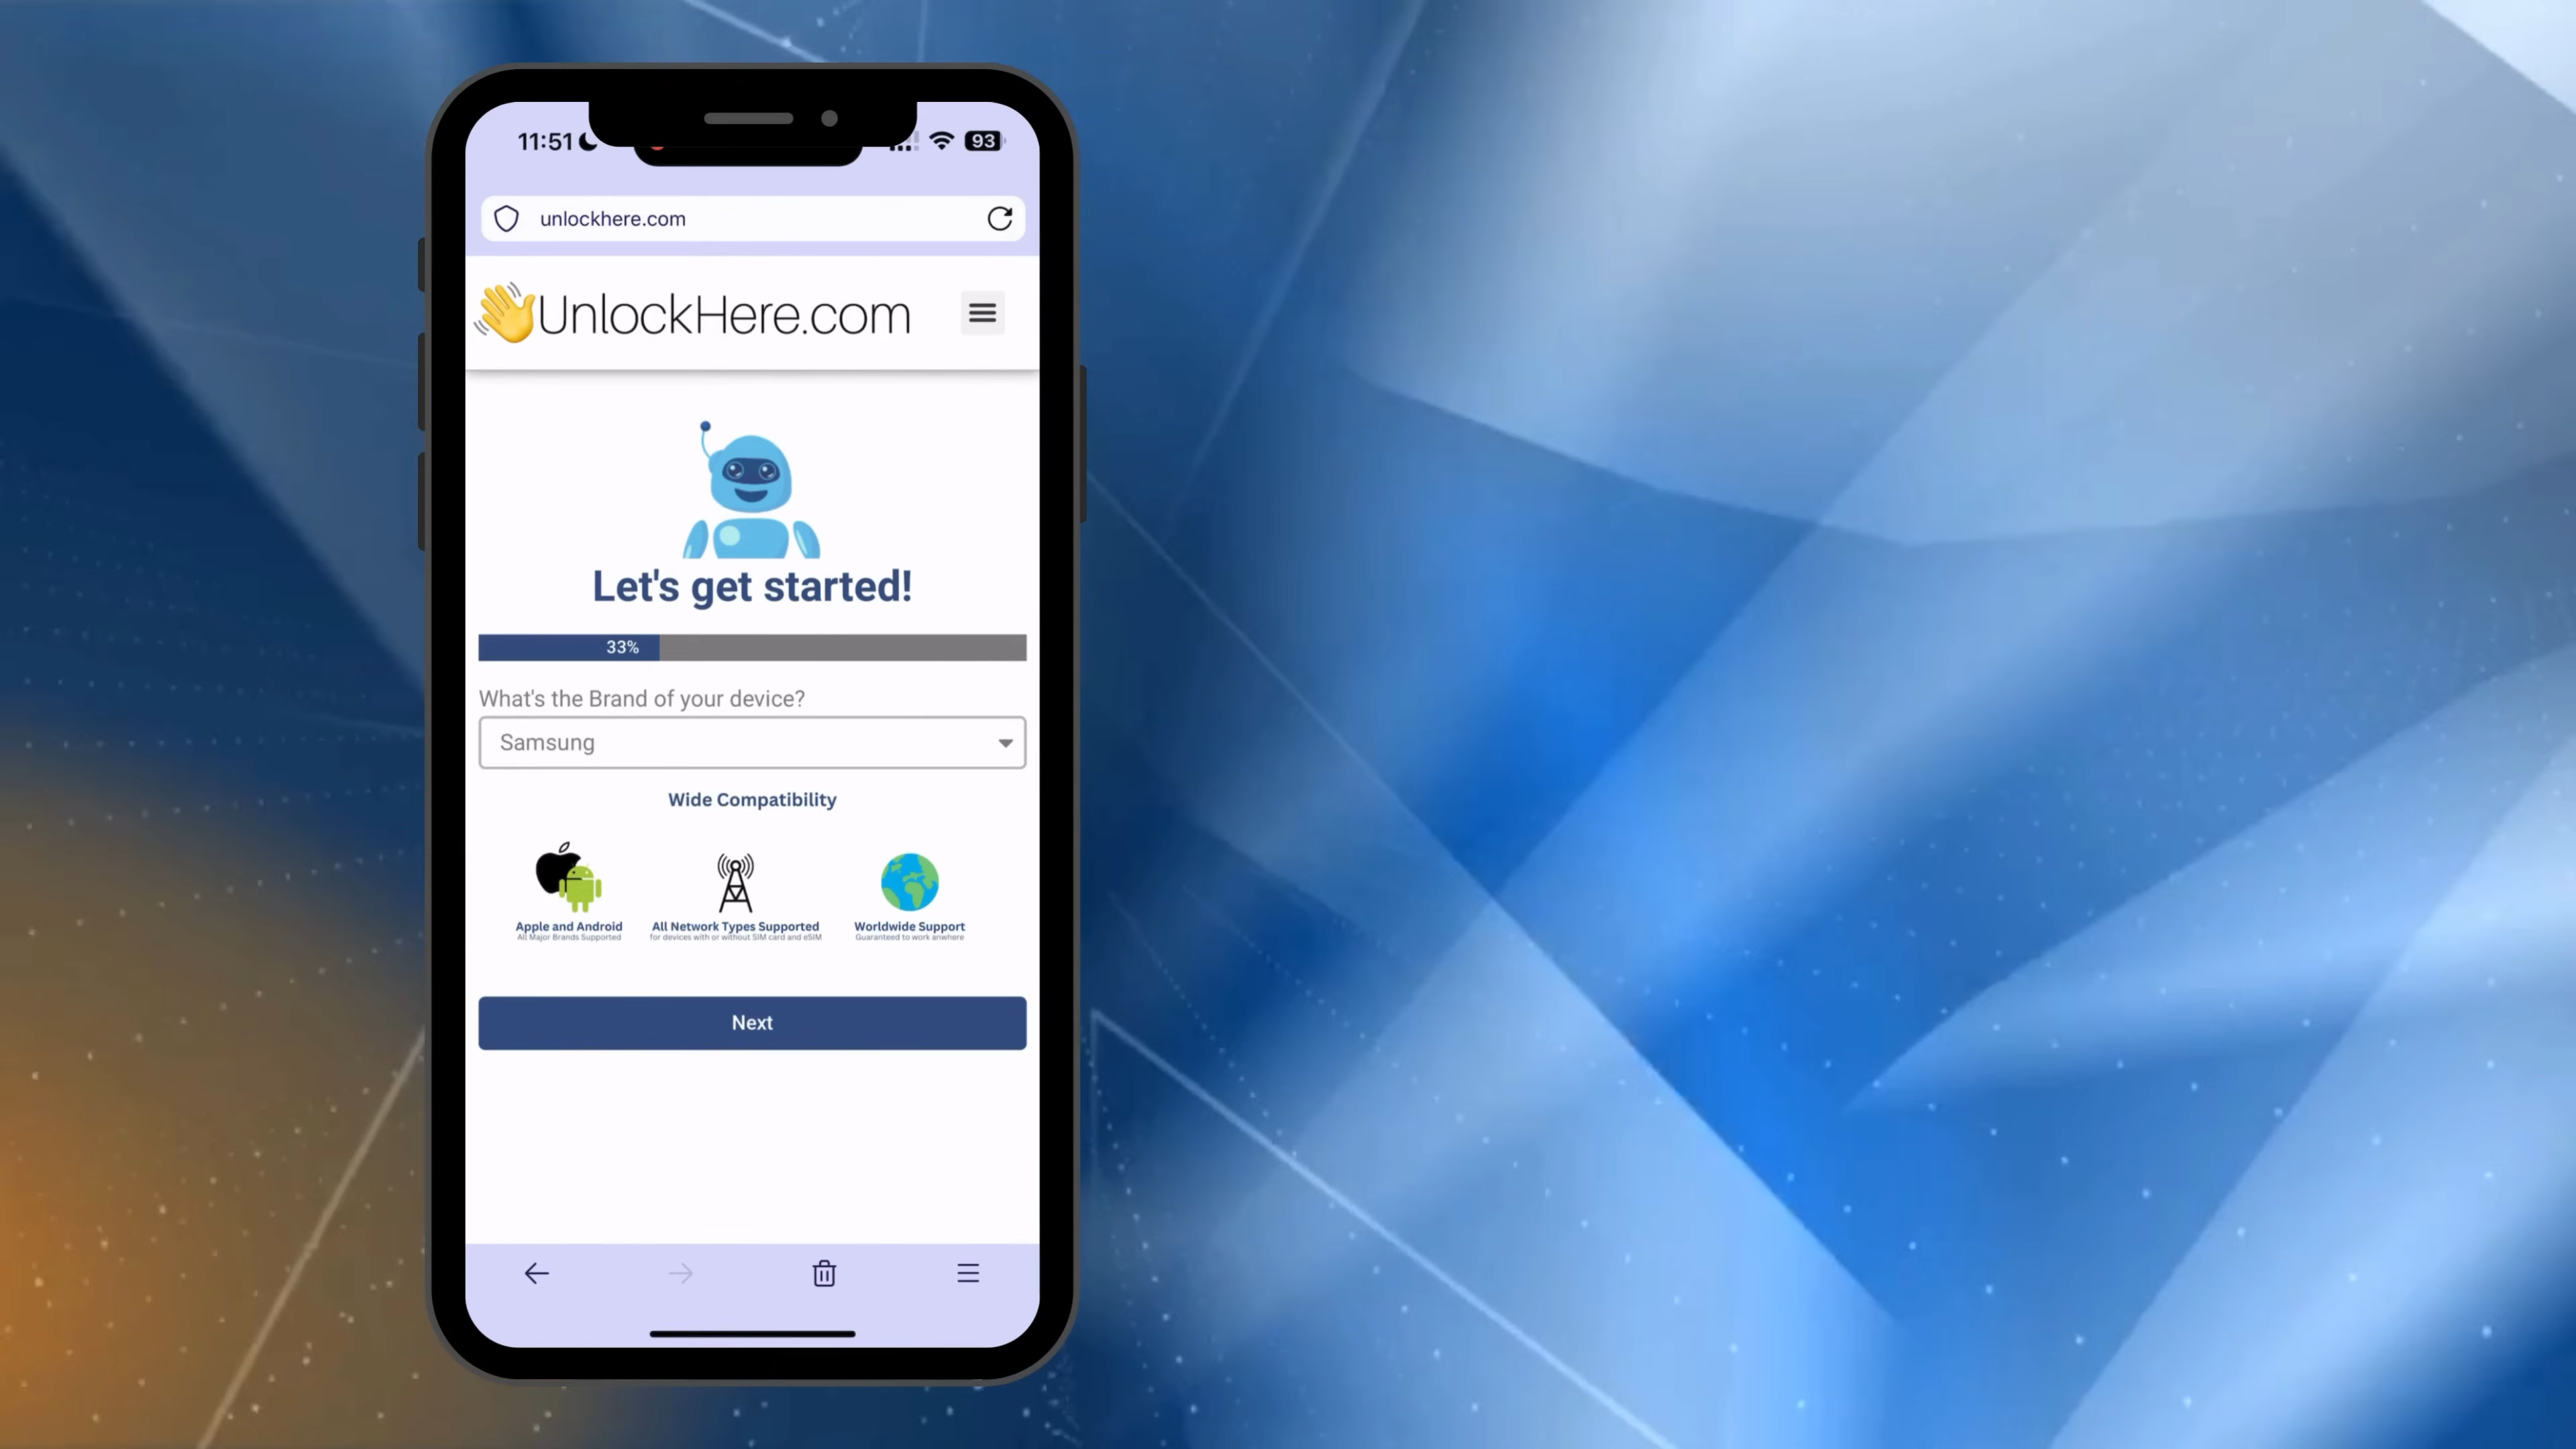 11:51
93
unlockhere.com
UnlockHere.com
Let's get started!
33%
What's the Brand of your device?
Samsung
Wide Compatibility
Apple and Android
All Major Brands Supported
All Network Types Supported
for devices with or without SIM card and eSIM
Worldwide Support
Guaranteed to work anwhere
Next